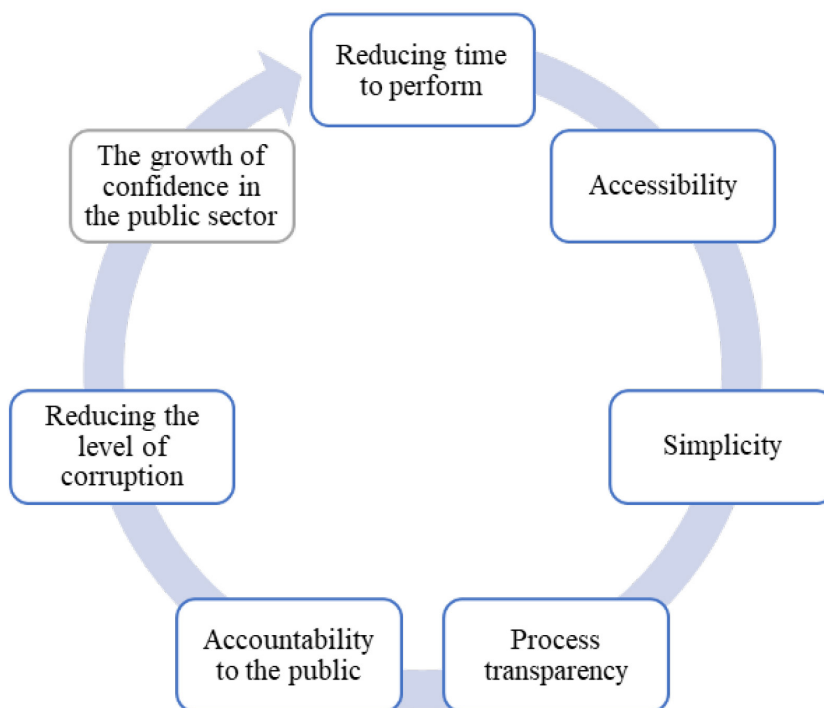 Reducing time
to perform
Accessibility
Simplicity
Process
transparency
Accountability
to the public
Reducing the
level of
corruption
The growth of
confidence in
the public sector